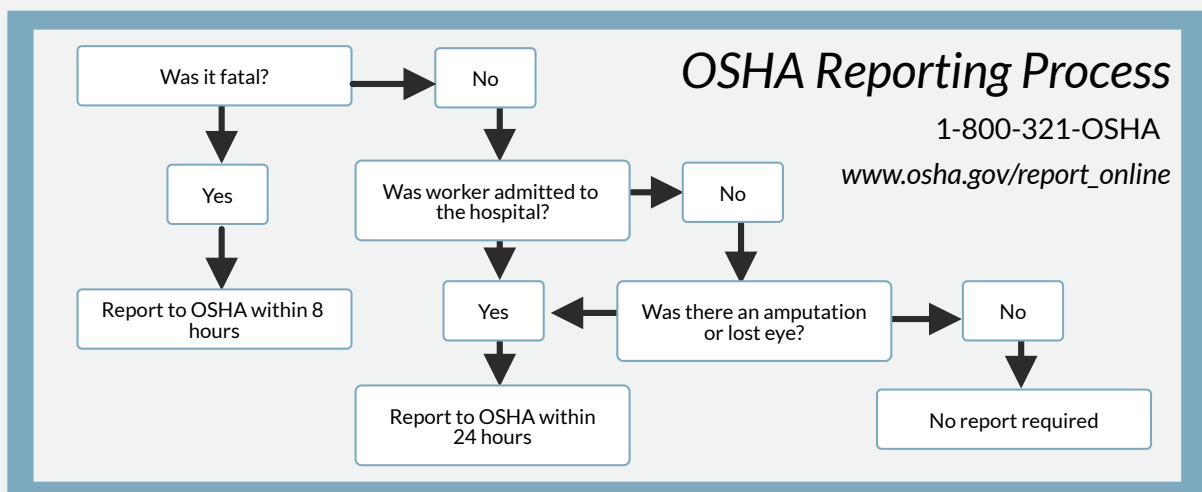 OSHA Reporting Process
1-800-321-OSHA
www.osha.gov/report_online
Was it fatal?
No
Yes
Was worker admitted to
the hospital?
No
Report to OSHA within 8
hours
Yes
Was there an amputation
or lost eye?
No
Report to OSHA within
24 hours
No report required